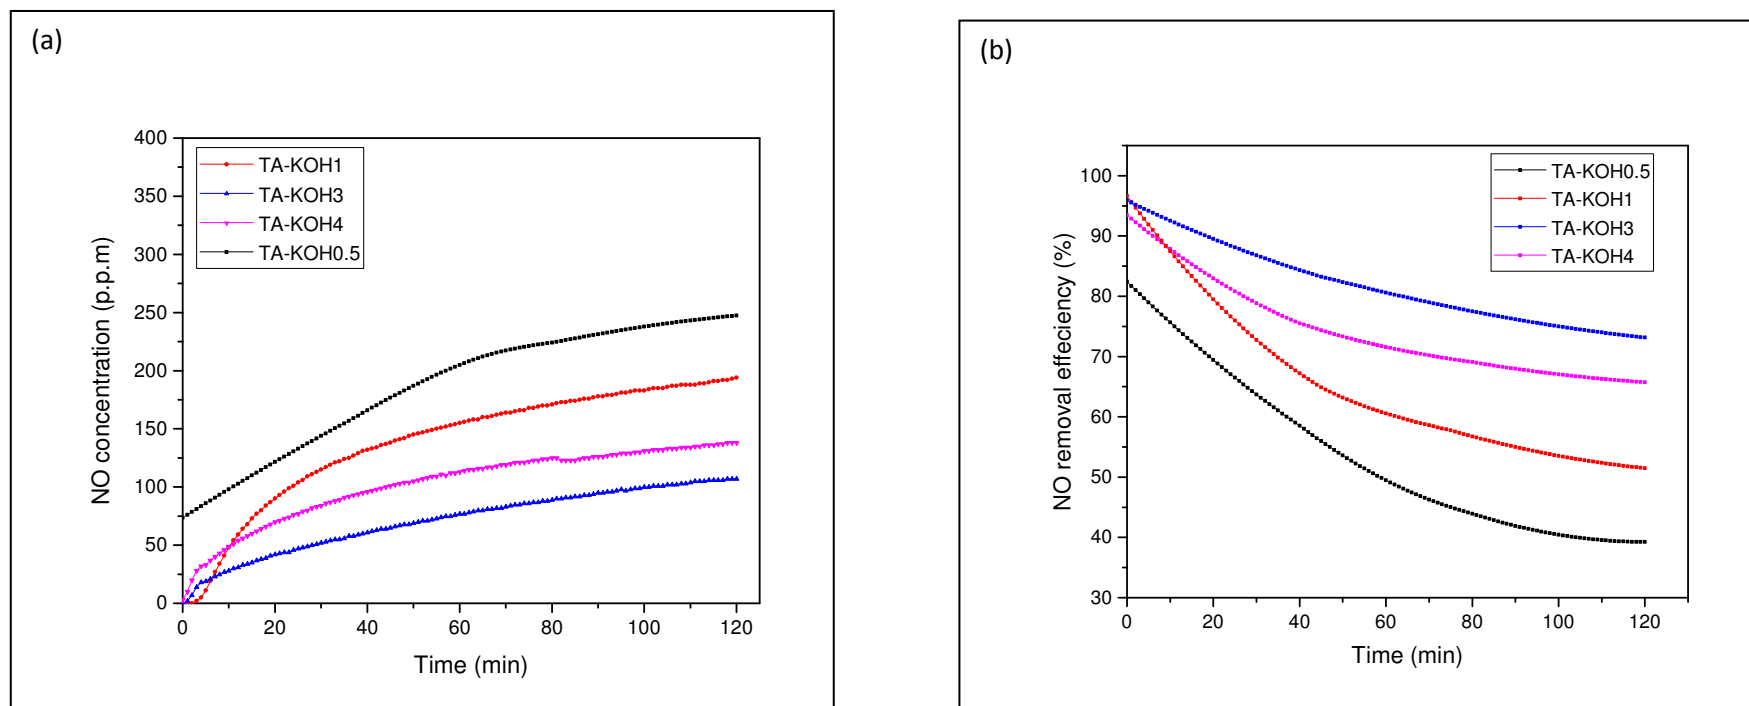 (a)
NO concentration (p.p.m)
400
350
300
250
200
150
100
50
0
TA-KOH1
TA-KOH3
TA-KOH4
TA-KOH0.5
0 20 40 60 80 100 120
Time (min)
(b)
NO removal effeciency (%)
100
90
80
70
60
50
40
30
TA-KOH0.5
TA-KOH1
TA-KOH3
TA-KOH4
0 20 40 60 80 100 120
Time (min)